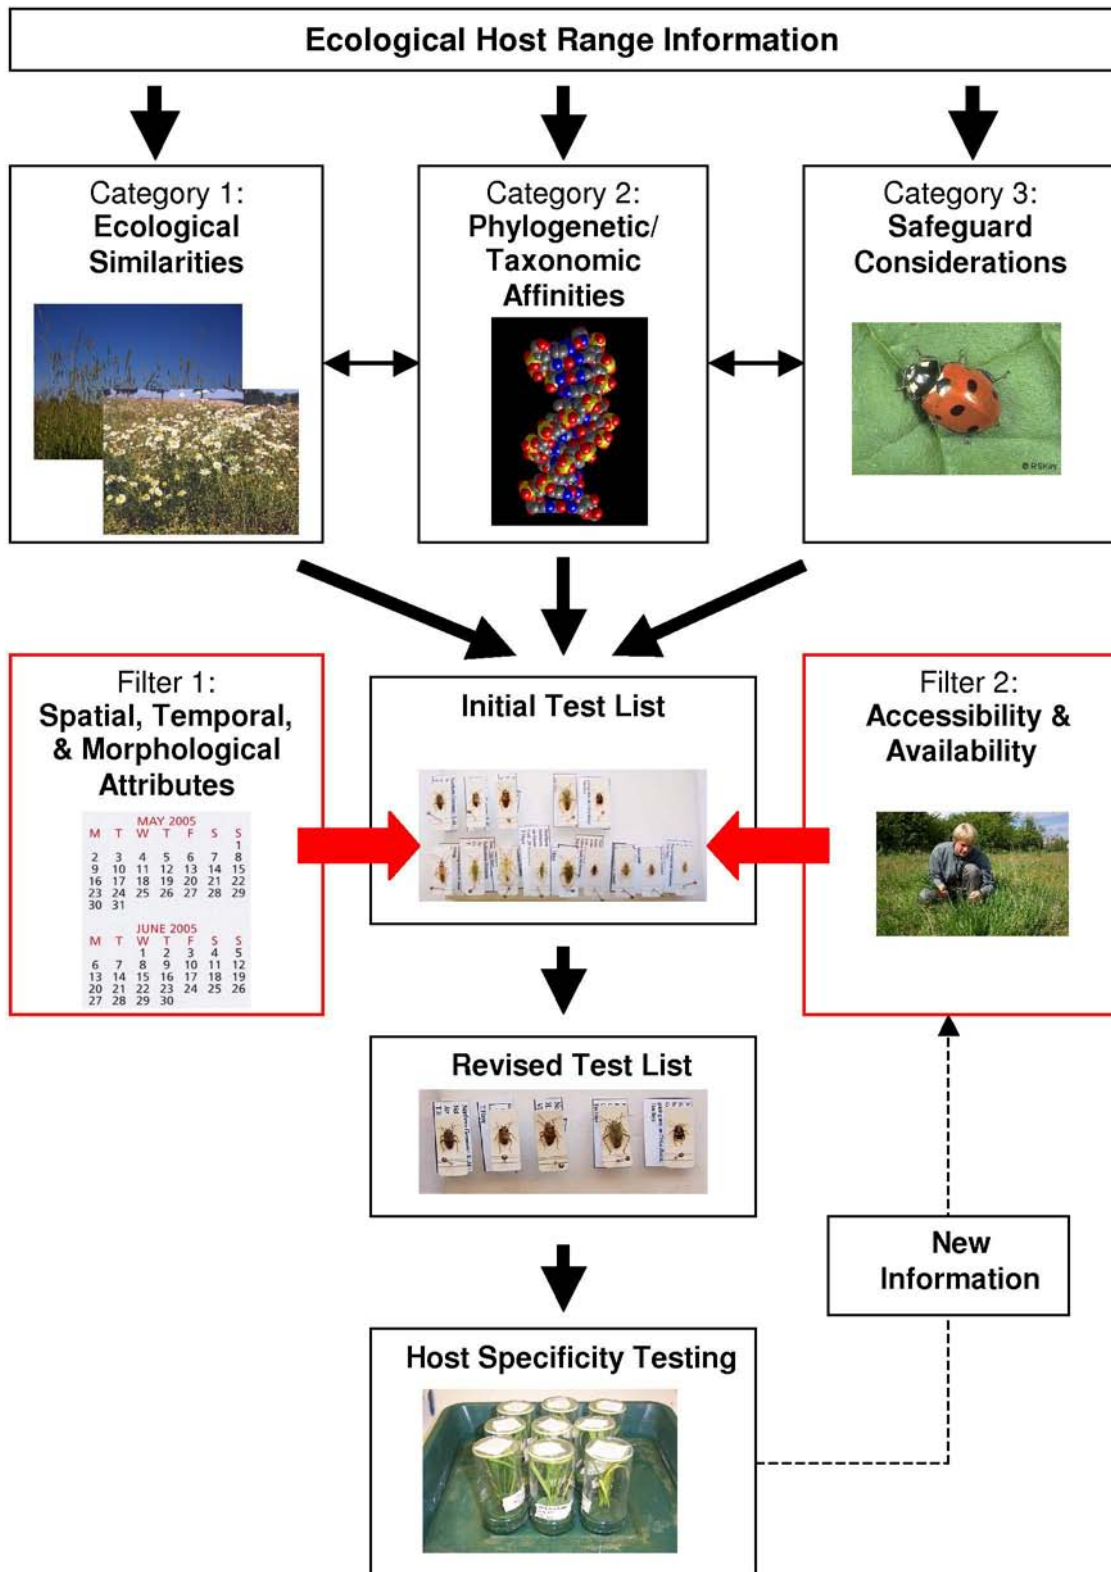 Ecological Host Range Information
Category 1:
Ecological
Similarities
Category 2:
Phylogenetic/
Taxonomic
Affinities
Category 3:
Safeguard
Considerations
© RSKiW
Filter 1:
Spatial, Temporal,
& Morphological
Attributes
MAY 2005
M T W T F S S
1
2 3 4 5 6 7 8
9 10 11 12 13 14 15
16 17 18 19 20 21 22
23 24 25 26 27 28 29
30 31
JUNE 2005
M T W T F S S
1 2 3 4 5
6 7 8 9 10 11 12
13 14 15 16 17 18 19
20 21 22 23 24 25 26
27 28 29 30
Initial Test List
Filter 2:
Accessibility &
Availability
Revised Test List
New
Information
Host Specificity Testing